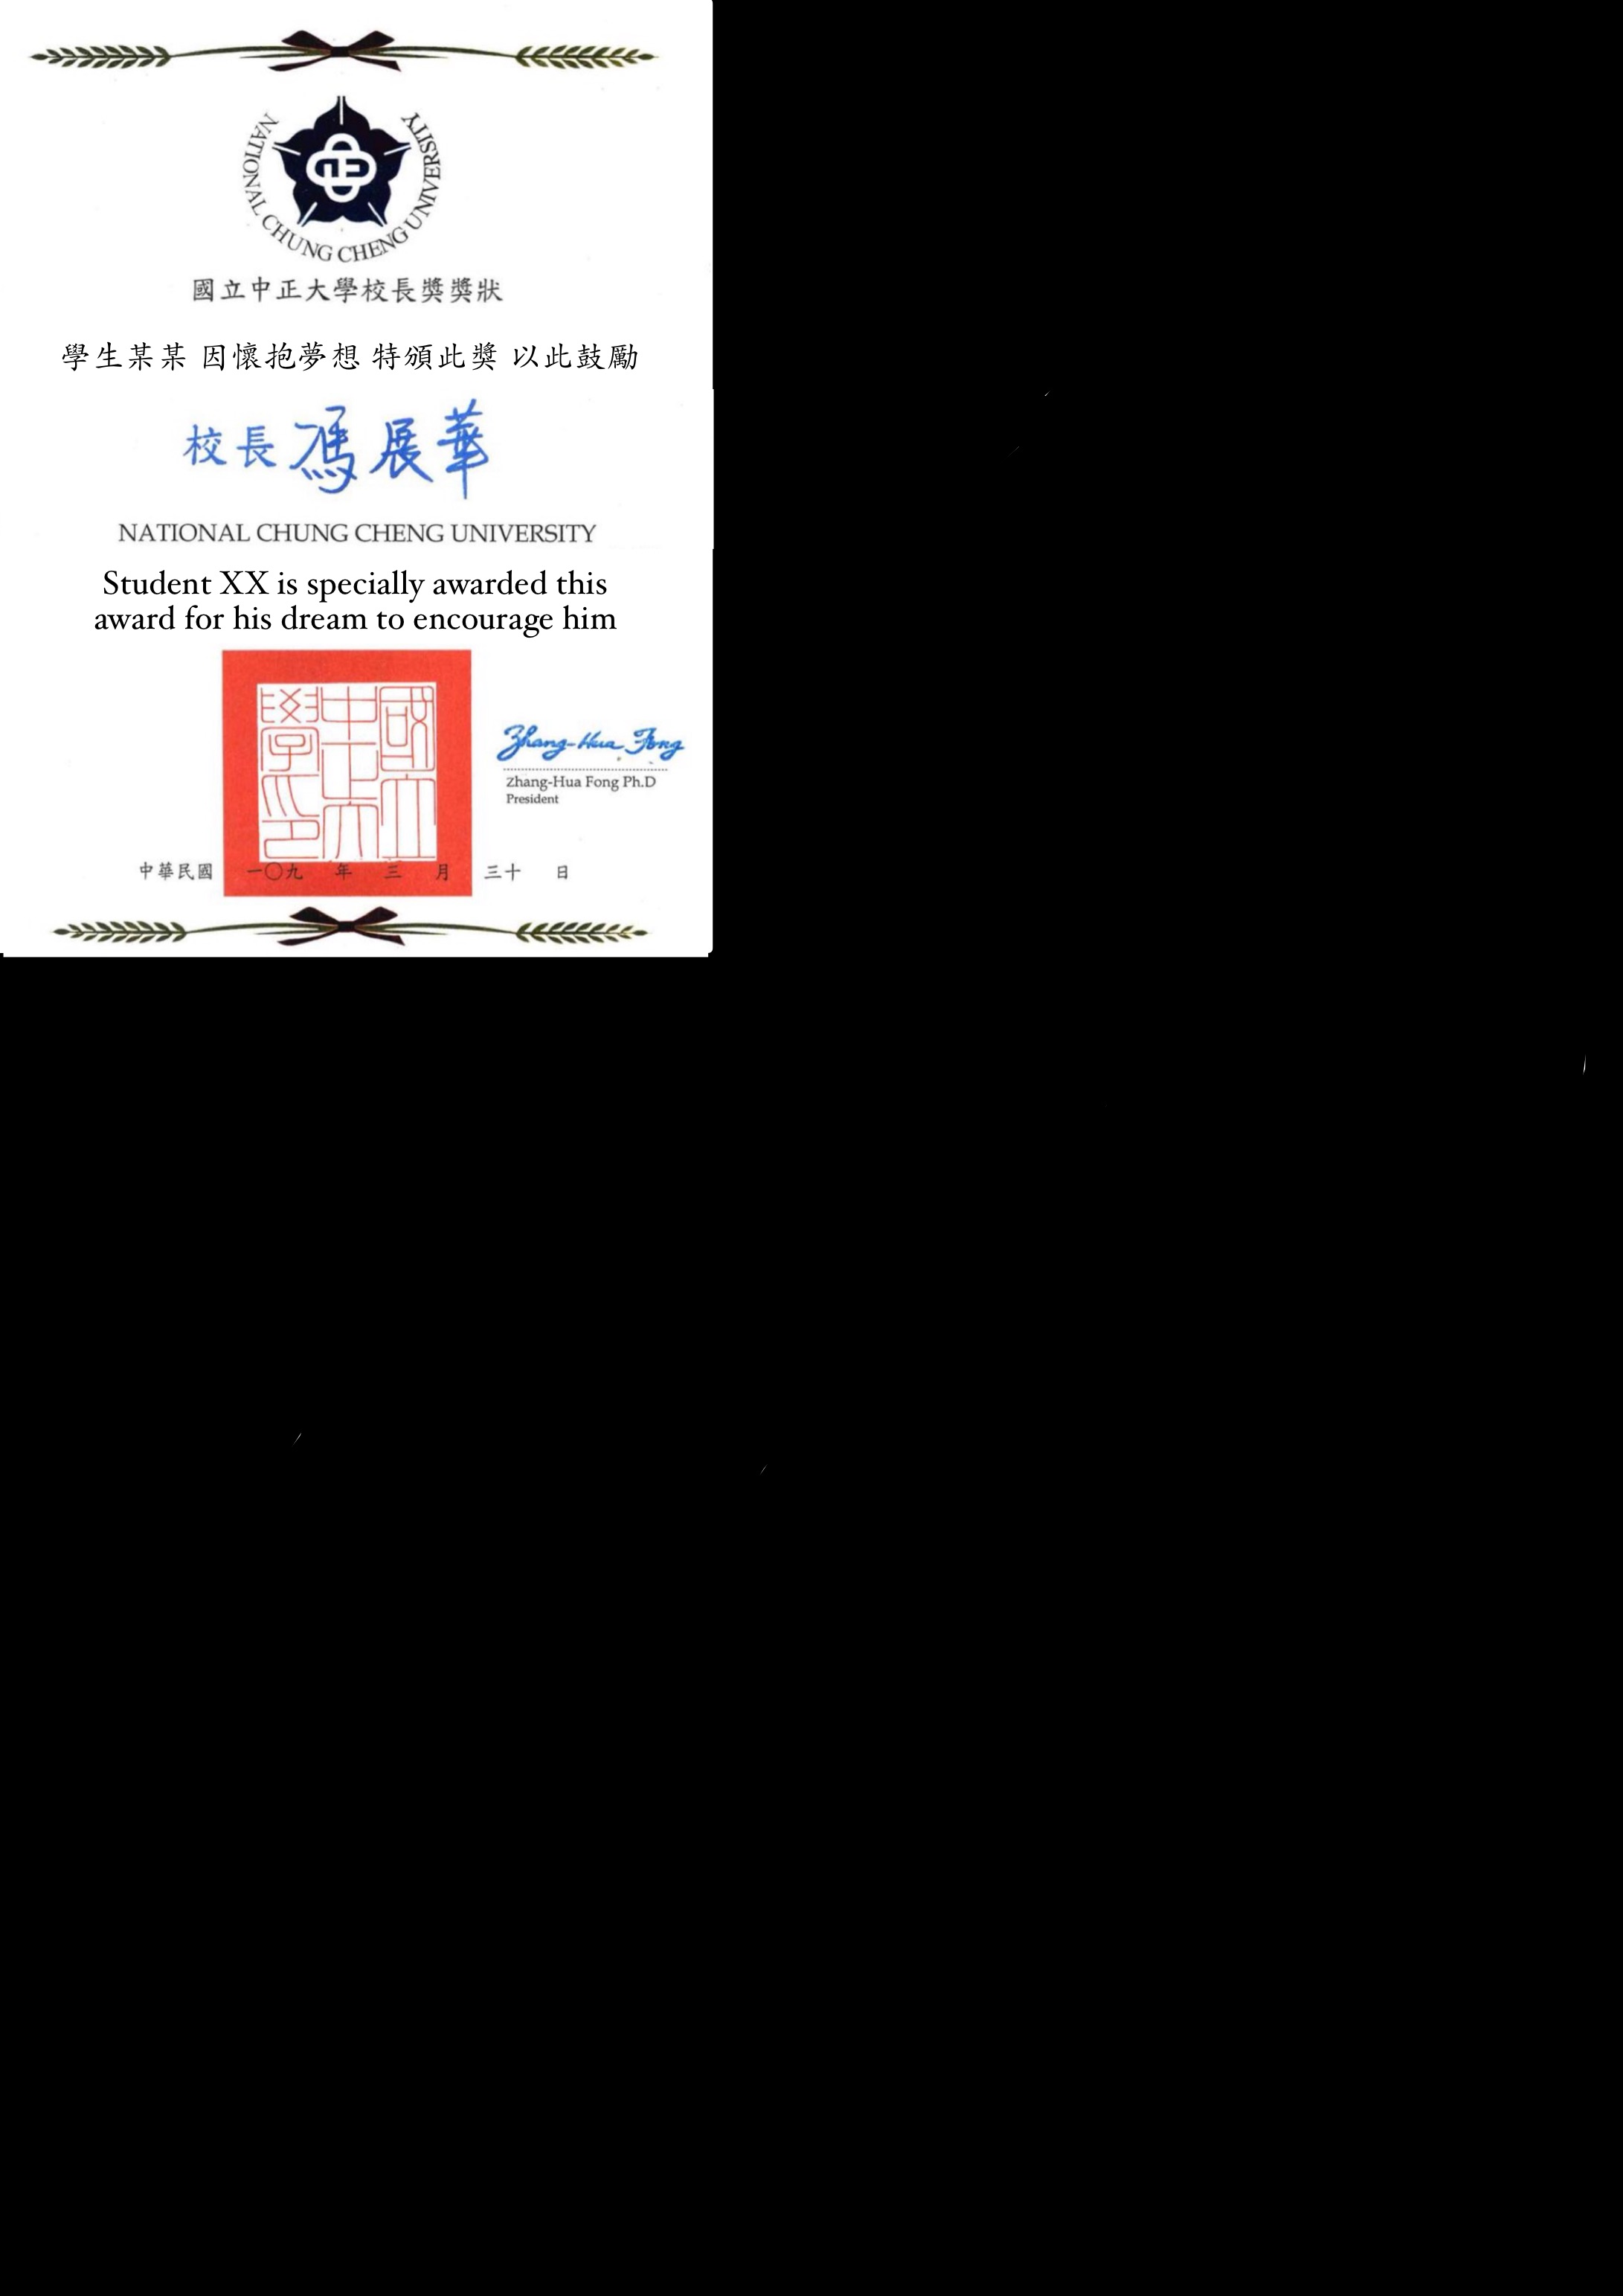 NATIONAL CHUNG CHENG UNIVERSITY
國立中正大學校長獎獎狀
學生某某 因懷抱夢想 特頒此獎 以此鼓勵
校長 馮展華
NATIONAL CHUNG CHENG UNIVERSITY
Student XX is specially awarded this
award for his dream to encourage him
國立
中正大
學之印
Zhang-Hua Fong
Zhang-Hua Fong Ph.D
President
中華民國 一〇九 年 三 月 三十 日